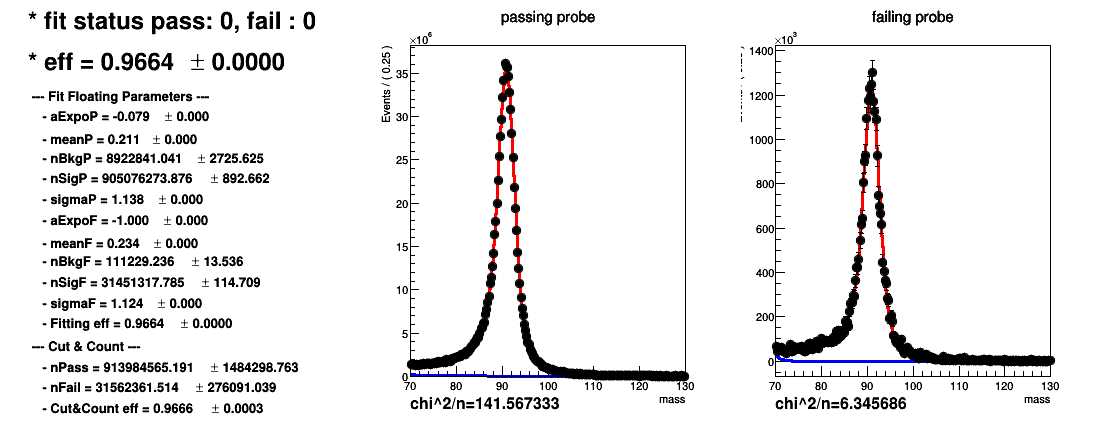 * fit status pass: 0, fail : 0
* eff = 0.9664 ± 0.0000
--- Fit Floating Parameters ---
- aExpoP = -0.079 ± 0.000
- meanP = 0.211 ± 0.000
- nBkgP = 8922841.041 ± 2725.625
- nSigP = 905076273.876 ± 892.662
- sigmaP = 1.138 ± 0.000
- aExpoF = -1.000 ± 0.000
- meanF = 0.234 ± 0.000
- nBkgF = 111229.236 ± 13.536
- nSigF = 31451317.785 ± 114.709
- sigmaF = 1.124 ± 0.000
- Fitting eff = 0.9664 ± 0.0000
--- Cut & Count ---
- nPass = 913984565.191 ± 1484298.763
- nFail = 31562361.514 ± 276091.039
- Cut&Count eff = 0.9666 ± 0.0003
passing probe
×10⁶
Events / ( 0.25 )
35
30
25
20
15
10
5
0
70 80 90 100 110 120 130
mass
chi^2/n=141.567333
failing probe
×10³
1400
1200
1000
800
600
400
200
0
70 80 90 100 110 120 130
mass
chi^2/n=6.345686